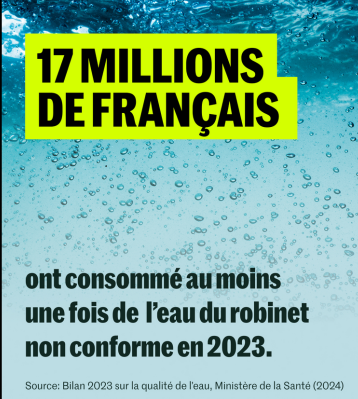 17 MILLIONS
DE FRANÇAIS
ont consommé au moins
une fois de l’eau du robinet
non conforme en 2023.
Source: Bilan 2023 sur la qualité de l’eau, Ministère de la Santé (2024)